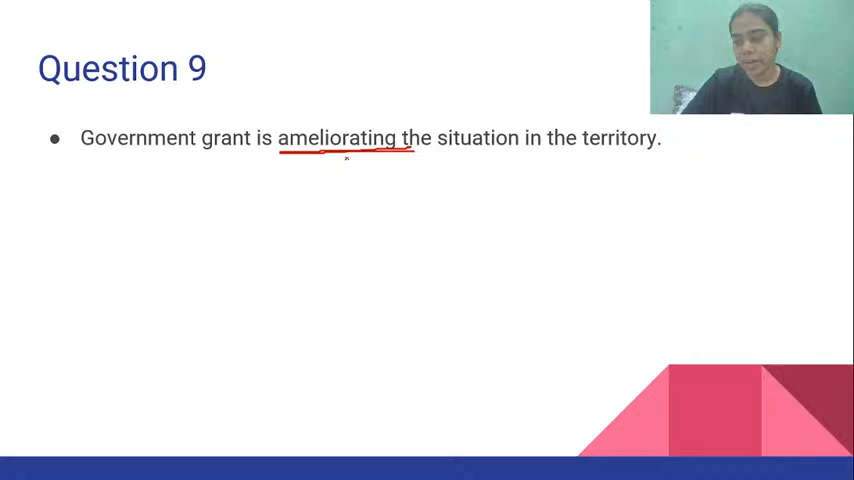 Question 9
● Government grant is ameliorating the situation in the territory.